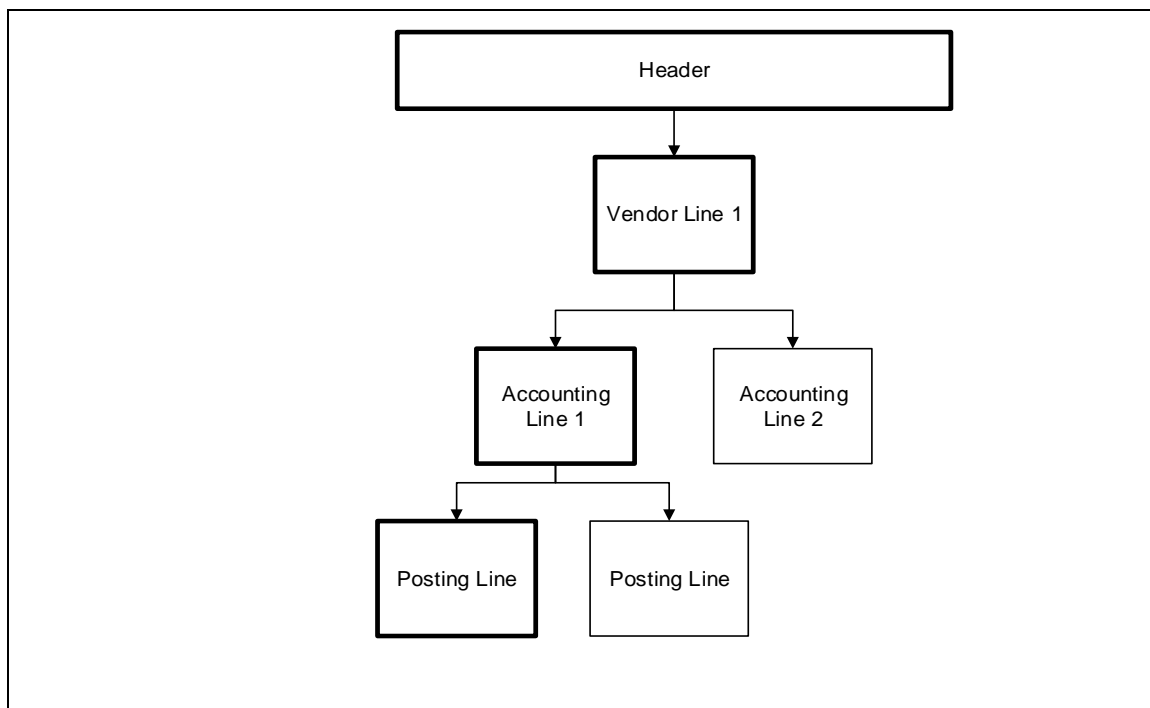 Header
Vendor Line 1
Accounting
Line 1
Accounting
Line 2
Posting Line
Posting Line